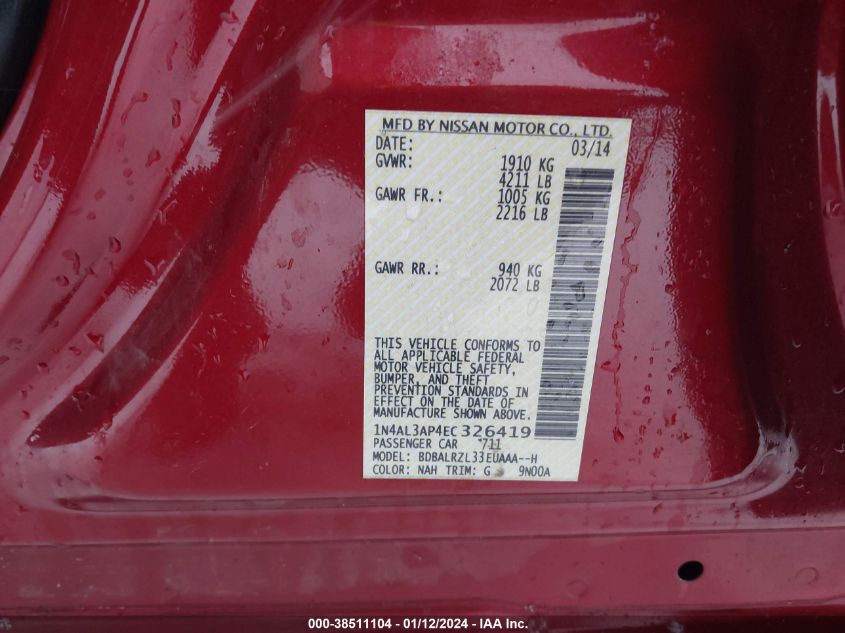 MFD BY NISSAN MOTOR CO., LTD.
DATE: 03/14
GVWR: 1910 KG
4211 LB
GAWR FR.: 1005 KG
2216 LB
GAWR RR.: 940 KG
2072 LB
THIS VEHICLE CONFORMS TO
ALL APPLICABLE FEDERAL
MOTOR VEHICLE SAFETY,
BUMPER, AND THEFT
PREVENTION STANDARDS IN
EFFECT ON THE DATE OF
MANUFACTURE SHOWN ABOVE.
1N4AL3AP4EC326419
PASSENGER CAR 711
MODEL: BDBALRZL33EUAAA--H
COLOR: NAH TRIM: G 9N00A
000-38511104 — 01/12/2024 - IAA Inc.